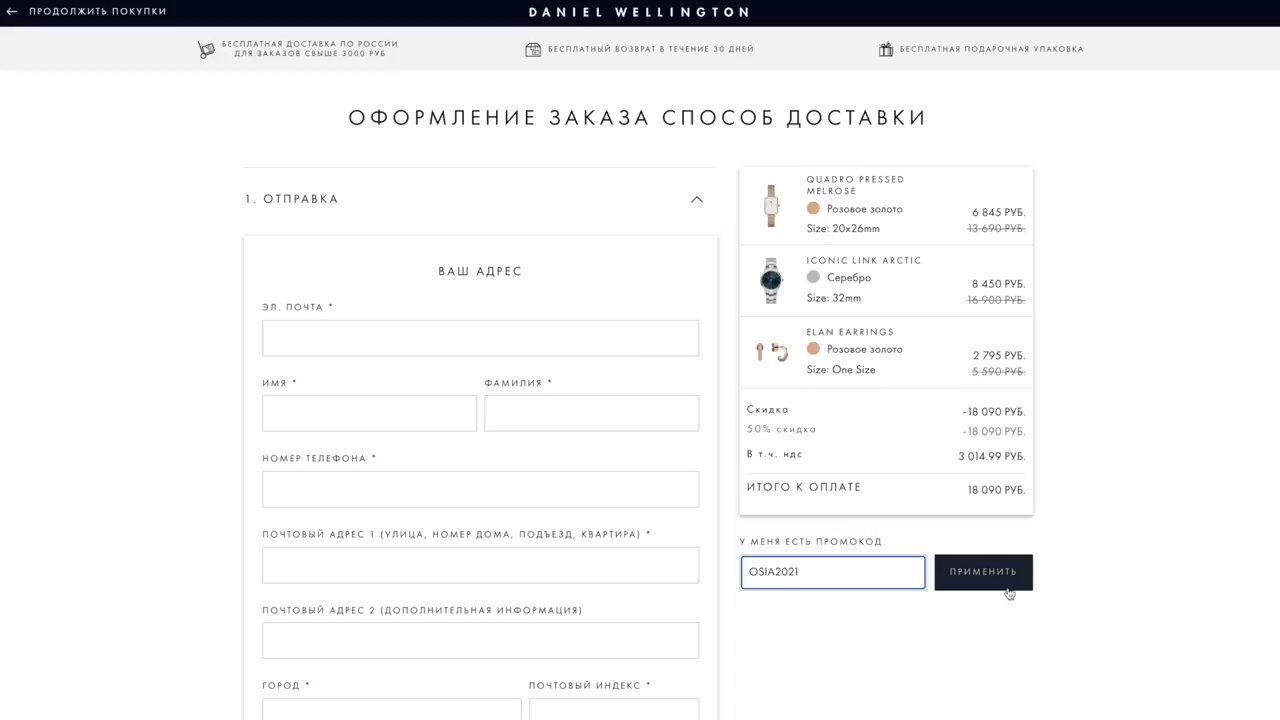 ПРОДОЛЖИТЬ ПОКУПКИ
DANIEL WELLINGTON
БЕСПЛАТНАЯ ДОСТАВКА ПО РОССИИ
ДЛЯ ЗАКАЗОВ СВЫШЕ 3000 РУБ
БЕСПЛАТНЫЙ ВОЗВРАТ В ТЕЧЕНИЕ 30 ДНЕЙ
БЕСПЛАТНАЯ ПОДАРОЧНАЯ УПАКОВКА
ОФОРМЛЕНИЕ ЗАКАЗА СПОСОБ ДОСТАВКИ
1. ОТПРАВКА
ВАШ АДРЕС
ЭЛ. ПОЧТА *
ИМЯ *
ФАМИЛИЯ *
НОМЕР ТЕЛЕФОНА *
ПОЧТОВЫЙ АДРЕС 1 (УЛИЦА, НОМЕР ДОМА, ПОДЪЕЗД, КВАРТИРА) *
ПОЧТОВЫЙ АДРЕС 2 (ДОПОЛНИТЕЛЬНАЯ ИНФОРМАЦИЯ)
ГОРОД *
ПОЧТОВЫЙ ИНДЕКС *
QUADRO PRESSED
MELROSE
Розовое золото
6 845 РУБ.
Size: 20x26mm
13 690 РУБ.
ICONIC LINK ARCTIC
Серебро
8 450 РУБ.
Size: 32mm
16 900 РУБ.
ELAN EARRINGS
Розовое золото
2 795 РУБ.
Size: One Size
5 590 РУБ.
Скидка
-18 090 РУБ.
50% скидка
-18 090 РУБ.
В т.ч. ндс
3 014.99 РУБ.
ИТОГО К ОПЛАТЕ
18 090 РУБ.
У МЕНЯ ЕСТЬ ПРОМОКОД
OSIA2021
ПРИМЕНИТЬ